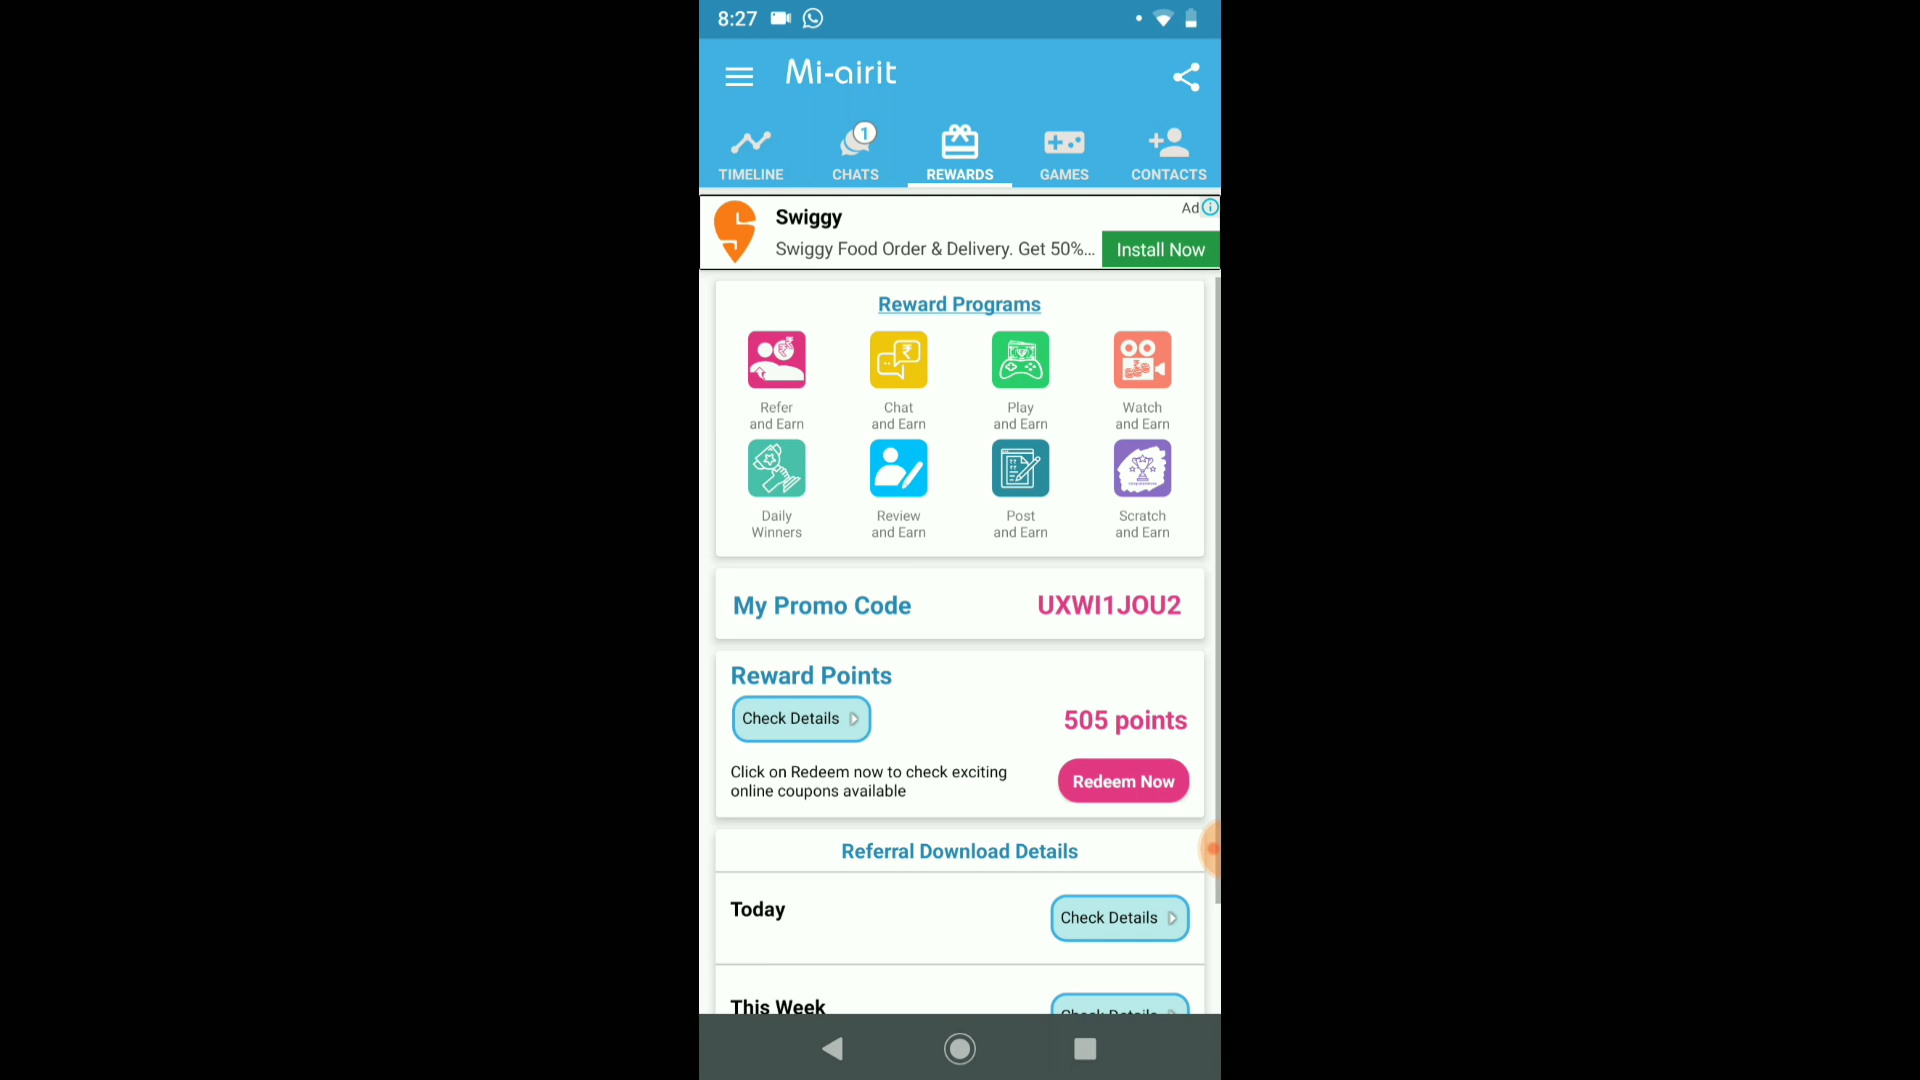 8:27
Mi-airit
1
TIMELINE CHATS REWARDS GAMES CONTACTS
Swiggy
Ad
Swiggy Food Order & Delivery. Get 50%...
Install Now
Reward Programs
Refer and Earn
Chat and Earn
Play and Earn
Watch and Earn
Daily Winners
Review and Earn
Post and Earn
Scratch and Earn
My Promo Code UXWI1JOU2
Reward Points
Check Details
505 points
Click on Redeem now to check exciting
online coupons available
Redeem Now
Referral Download Details
Today
Check Details
This Week
Check Details